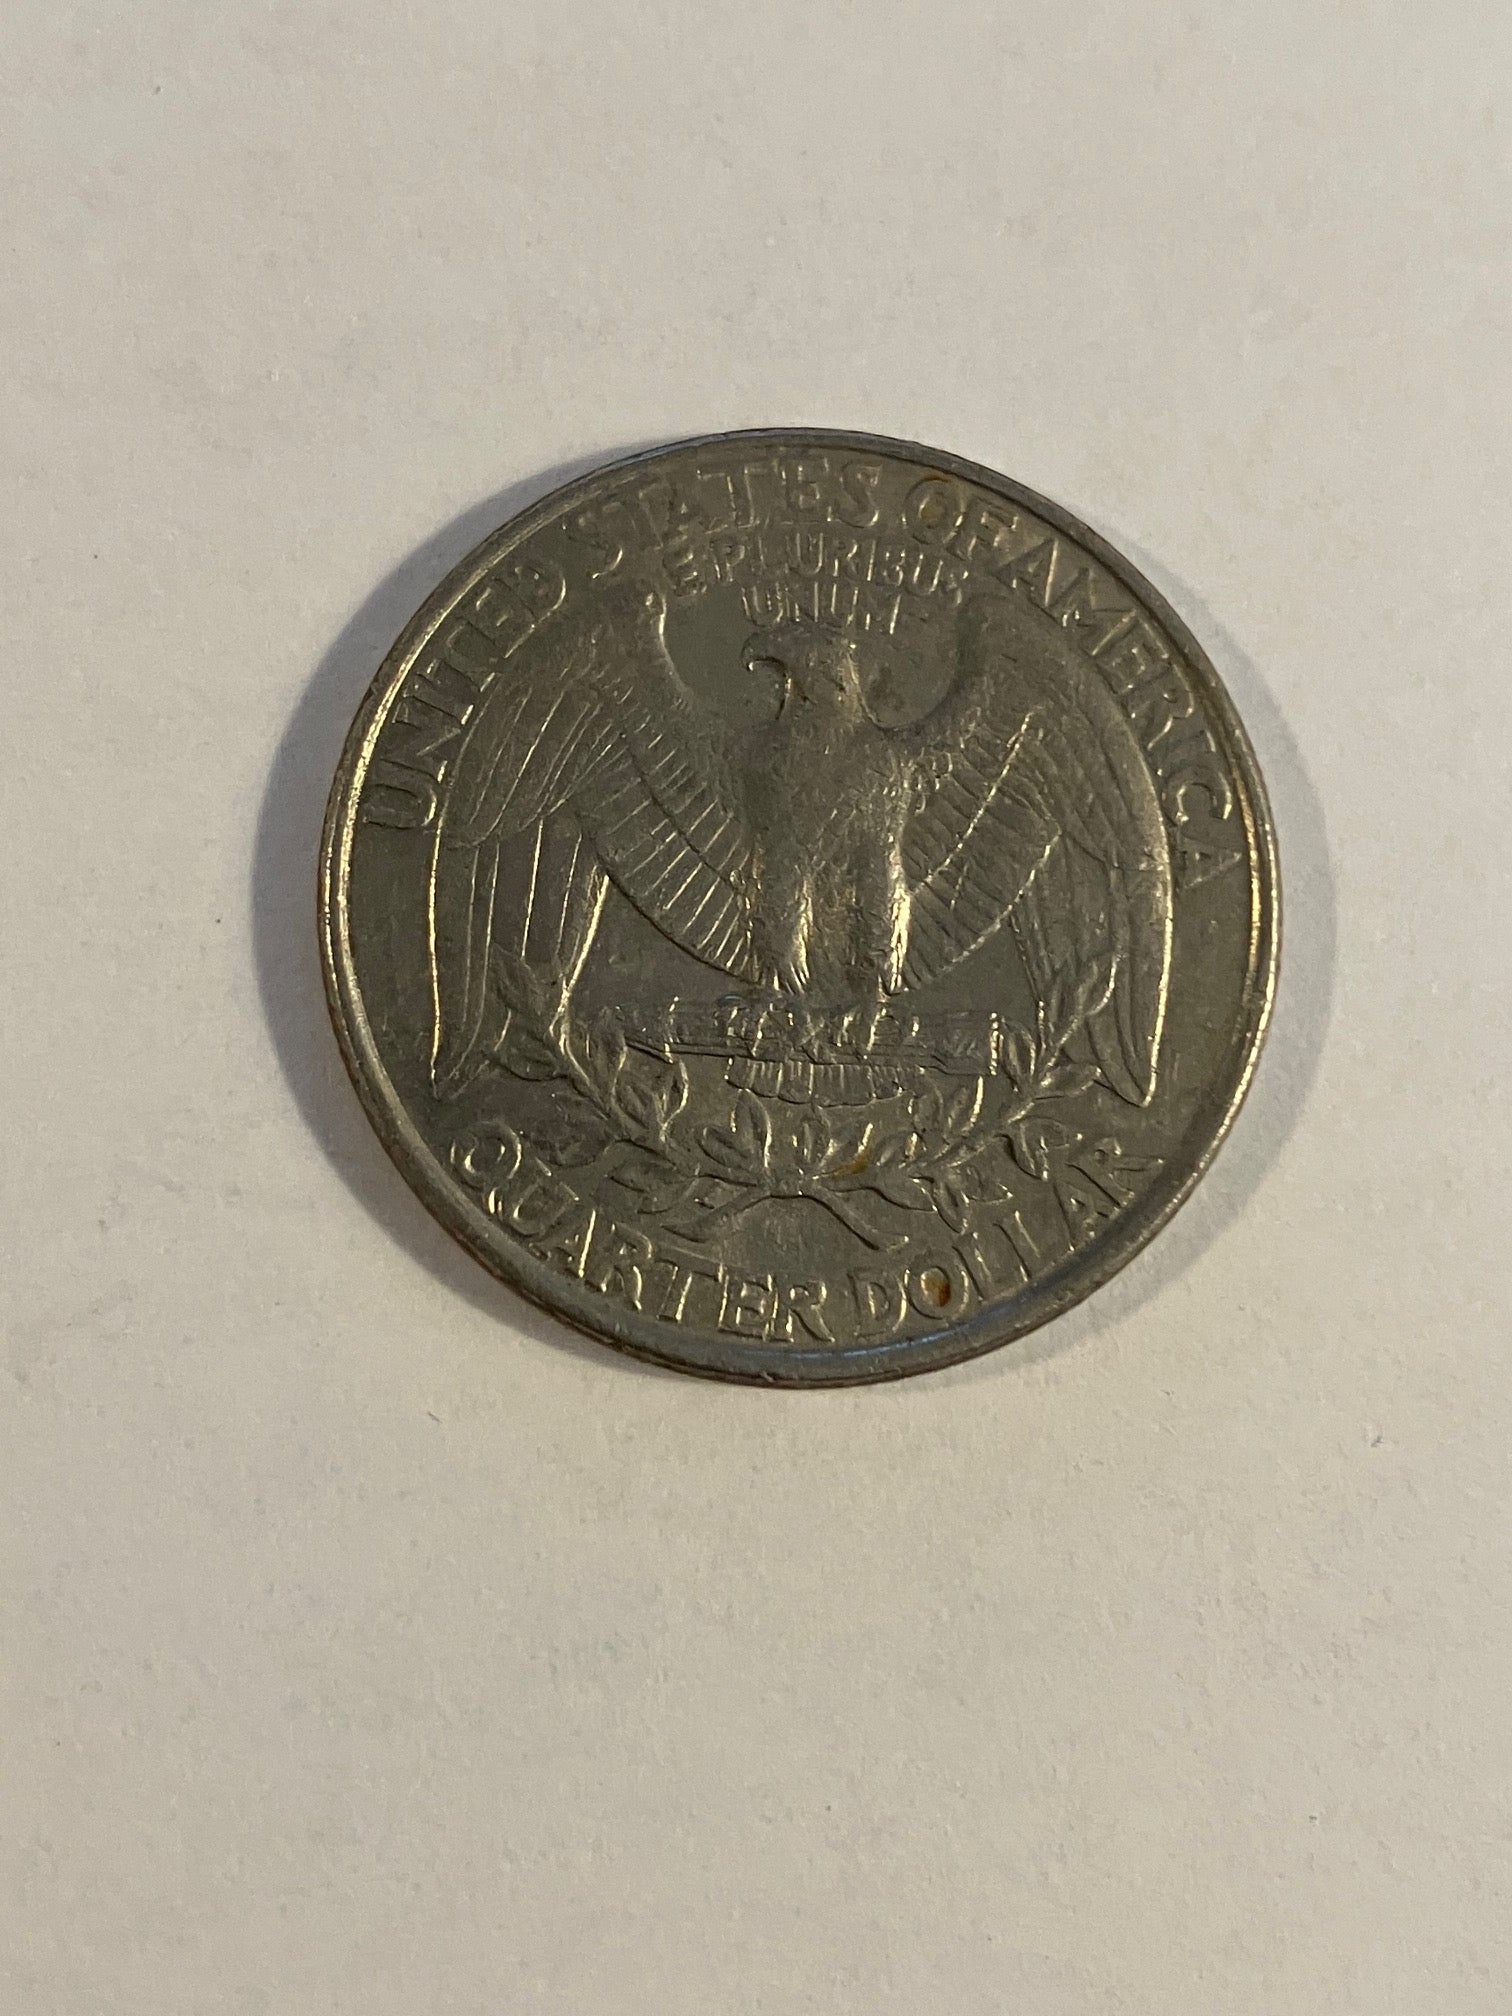 UNITED STATES OF AMERICA
E PLURIBUS
UNUM
QUARTER DOLLAR